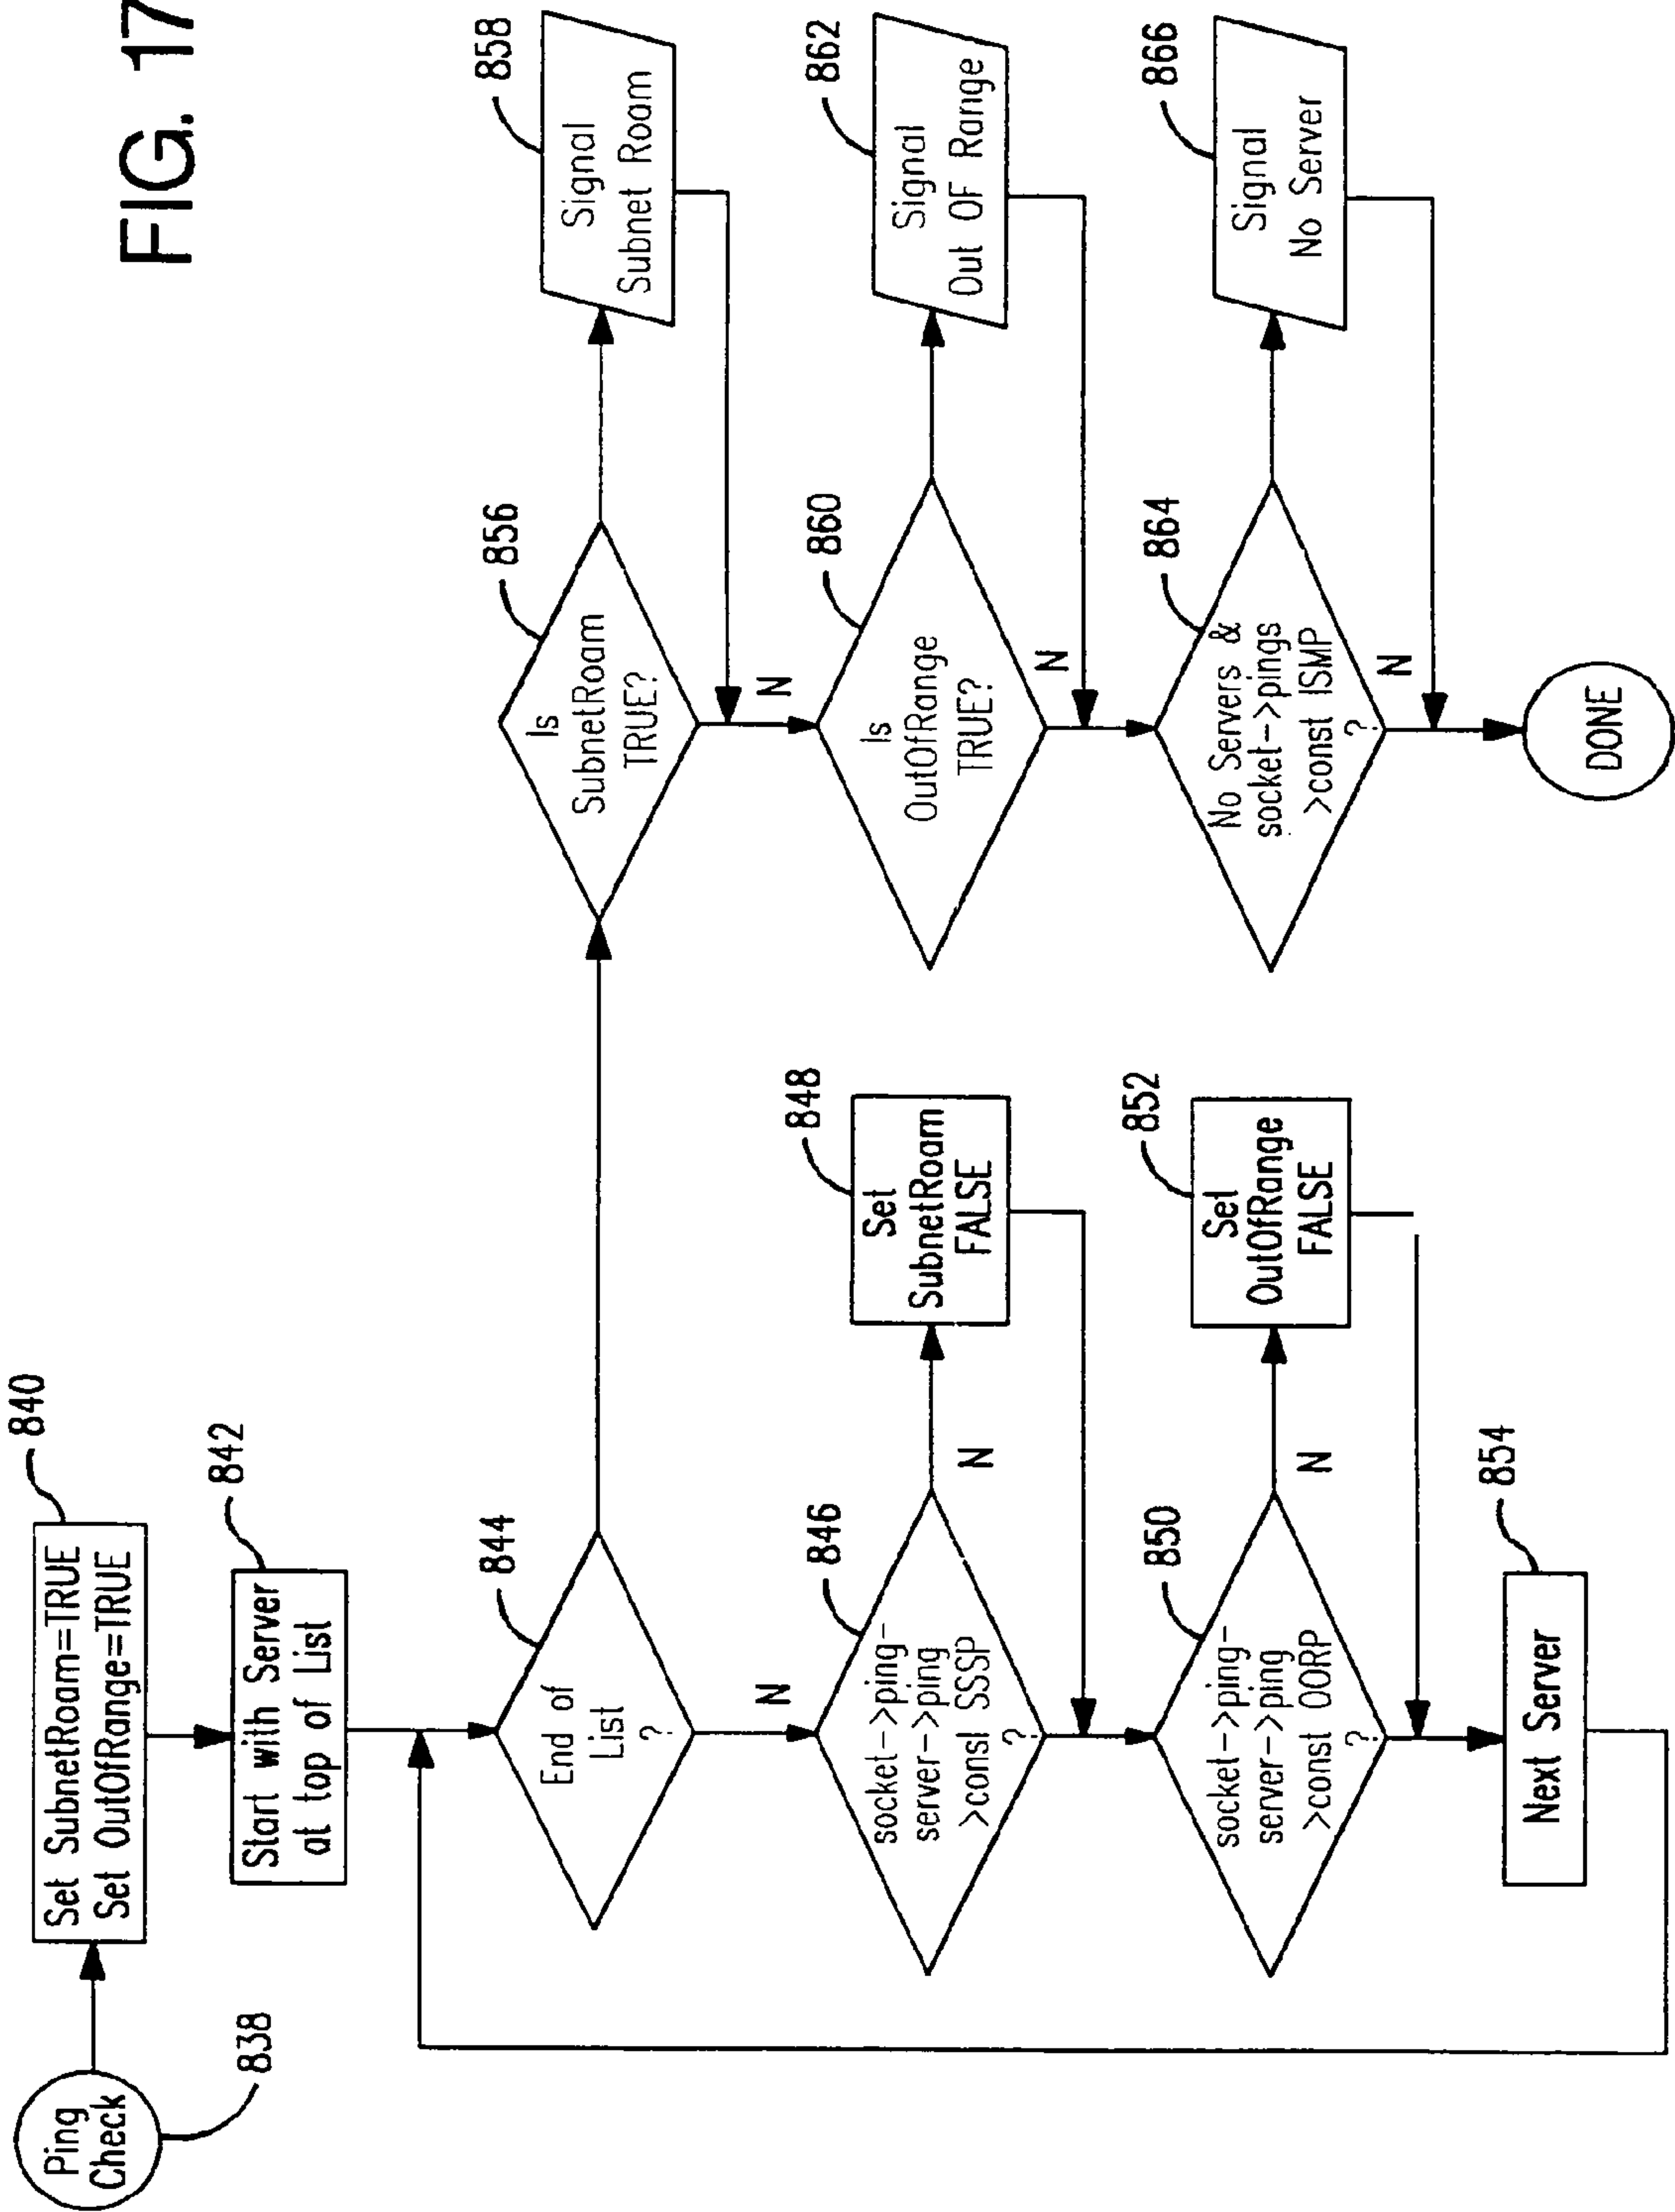 FIG. 17
Ping
Check
838
Set SubnetRoam=TRUE
Set OutOfRange=TRUE
840
Start with Server
at top of List
842
End of
List
?
844
N
socket->ping-
server->ping
>const SSSP
?
846
N
Set
SubnetRoam
FALSE
848
socket->ping-
server->ping
>const OORP
?
850
N
Set
OutOfRange
FALSE
852
Next Server
854
Is
SubnetRoam
TRUE?
856
N
Signal
Subnet Roam
858
Is
OutOfRange
TRUE?
860
N
Signal
Out OF Range
862
No Servers &
socket->pings
>const ISMP
?
864
N
Signal
No Server
866
DONE